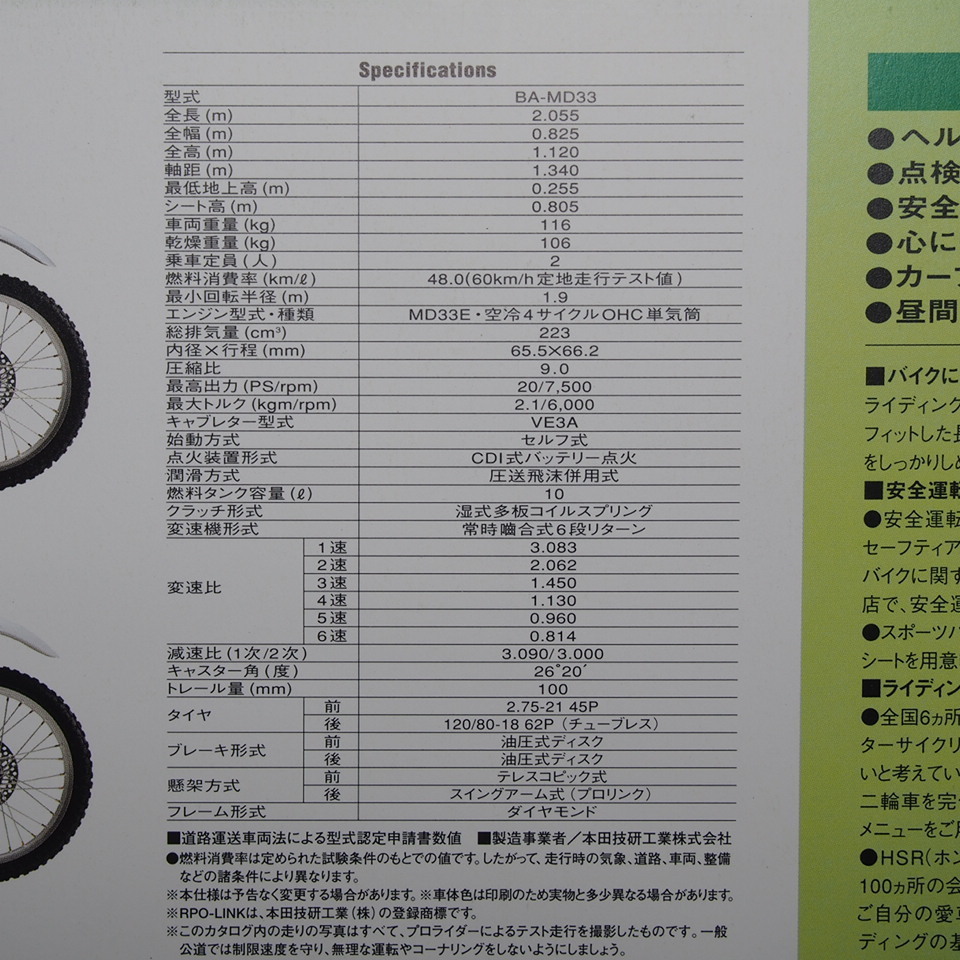 Specifications
型式 BA-MD33
全長(m) 2.055
全幅(m) 0.825
全高(m) 1.120
軸距(m) 1.340
最低地上高(m) 0.255
シート高(m) 0.805
車両重量(kg) 116
乾燥重量(kg) 106
乗車定員(人) 2
燃料消費率(km/ℓ) 48.0(60km/h定地走行テスト値)
最小回転半径(m) 1.9
エンジン型式・種類 MD33E・空冷4サイクルOHC単気筒
総排気量(cm³) 223
内径×行程(mm) 65.5×66.2
圧縮比 9.0
最高出力(PS/rpm) 20/7,500
最大トルク(kgm/rpm) 2.1/6,000
キャブレター型式 VE3A
始動方式 セルフ式
点火装置形式 CDI式バッテリー点火
潤滑方式 圧送飛沫併用式
燃料タンク容量(ℓ) 10
クラッチ形式 湿式多板コイルスプリング
変速機形式 常時嚙合式6段リターン
変速比 1速 3.083
2速 2.062
3速 1.450
4速 1.130
5速 0.960
6速 0.814
減速比(1次/2次) 3.090/3.000
キャスター角(度) 26°20′
トレール量(mm) 100
タイヤ 前 2.75-21 45P
後 120/80-18 62P(チューブレス)
ブレーキ形式 前 油圧式ディスク
後 油圧式ディスク
懸架方式 前 テレスコピック式
後 スイングアーム式(プロリンク)
フレーム形式 ダイヤモンド
■道路運送車両法による型式認定申請書数値 ■製造事業者/本田技研工業株式会社
●燃料消費率は定められた試験条件のもとでの値です。したがって、走行時の気象、道路、車両、整備
などの諸条件により異なります。
※本仕様は予告なく変更する場合があります。※車体色は印刷のため実物と多少異なる場合があります。
※RPO-LINKは、本田技研工業(株)の登録商標です。
※このカタログ内の走りの写真はすべて、プロライダーによるテスト走行を撮影したものです。一般
公道では制限速度を守り、無理な運転やコーナリングをしないようにしましょう。
●ヘル
●点検
●安全
●心に
●カー
●昼間
■バイクに
ライディング
フィットした
をしっかりし
■安全運転
●安全運転
セーフティア
バイクに関す
店で、安全運
●スポーツバ
シートを用意
■ライディン
●全国6ヵ所
ターサイクリ
いと考えてい
二輪車を完
メニューをご
●HSR(ホン
100ヵ所の会
ご自分の愛車
ディングの基